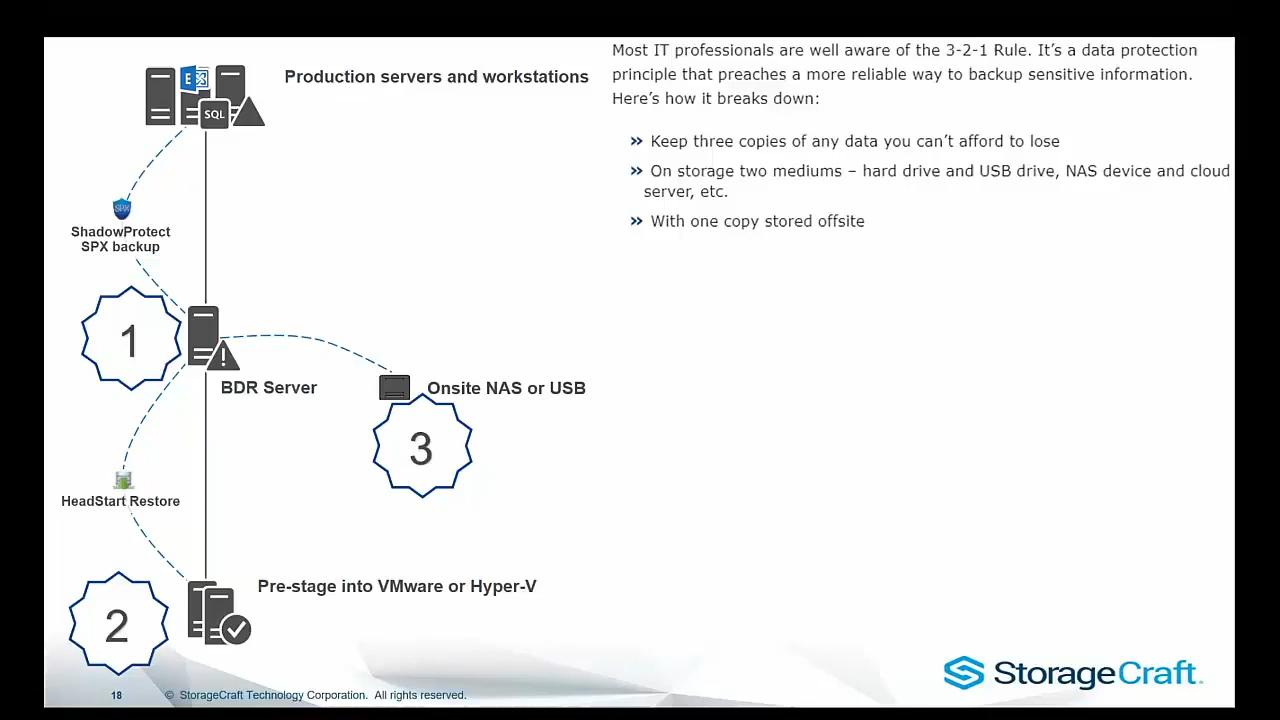 Most IT professionals are well aware of the 3-2-1 Rule. It's a data protection
principle that preaches a more reliable way to backup sensitive information.
Here's how it breaks down:
» Keep three copies of any data you can't afford to lose
» On storage two mediums – hard drive and USB drive, NAS device and cloud
server, etc.
» With one copy stored offsite
Production servers and workstations
E
SQL
SPX
ShadowProtect
SPX backup
1
BDR Server
Onsite NAS or USB
3
HeadStart Restore
Pre-stage into VMware or Hyper-V
2
18 © StorageCraft Technology Corporation. All rights reserved.
StorageCraft